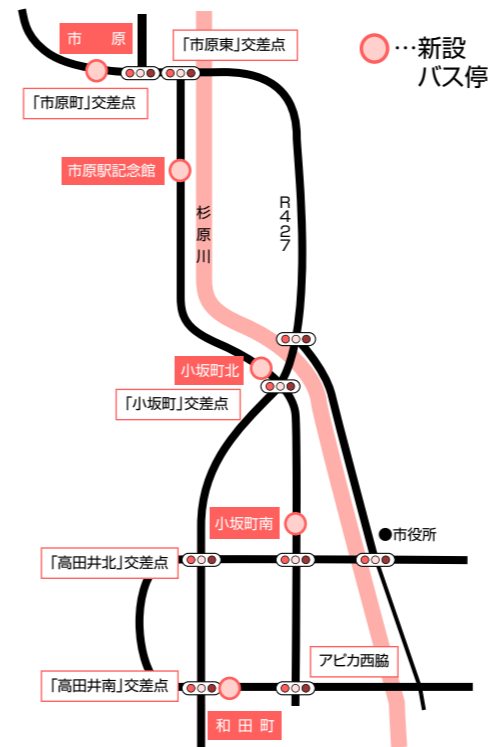 市　原
「市原東」交差点
…新設
バス停
「市原町」交差点
市原駅記念館
杉原川
R427
小坂町北
「小坂町」交差点
小坂町南
●市役所
「高田井北」交差点
アピカ西脇
「高田井南」交差点
和田町